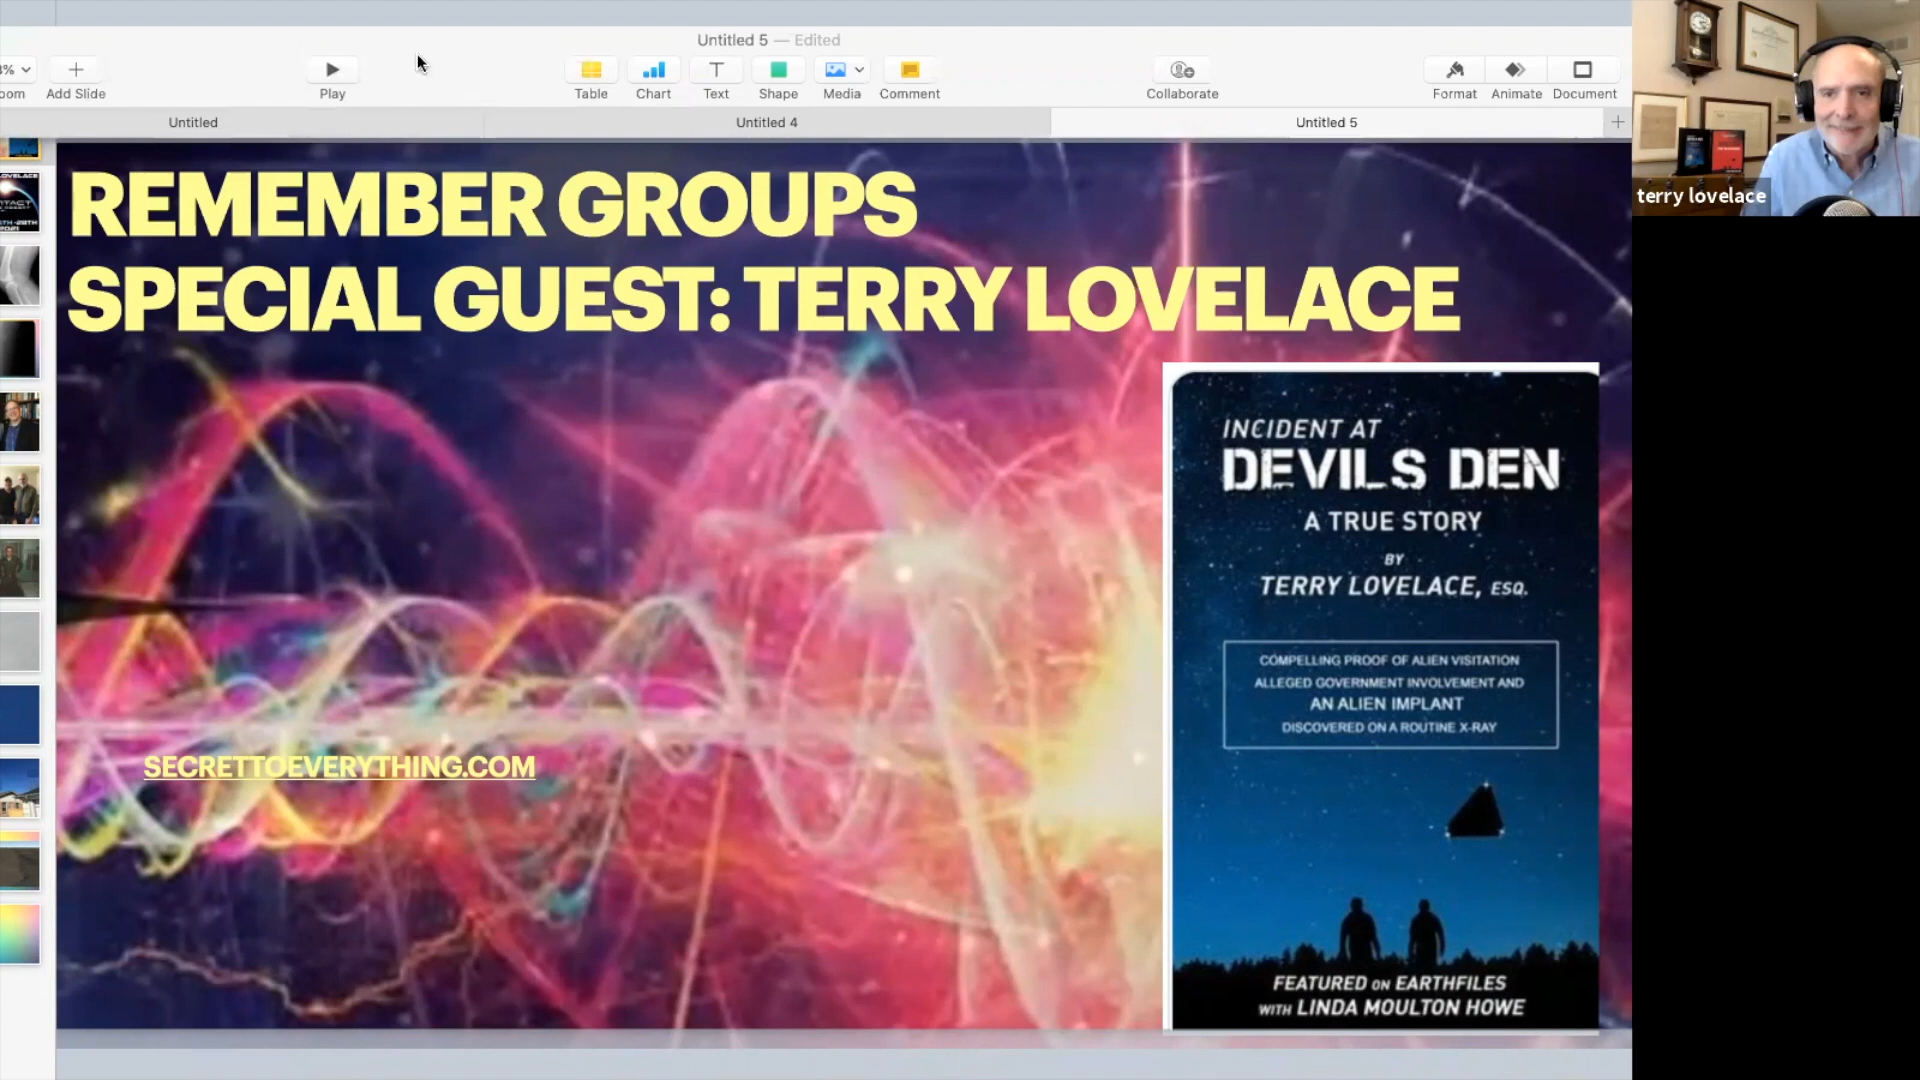 Untitled 5 — Edited
Add Slide
Play
Table
Chart
Text
Shape
Media
Comment
Collaborate
Format
Animate
Document
Untitled
Untitled 4
Untitled 5
REMEMBER GROUPS
SPECIAL GUEST: TERRY LOVELACE
SECRETTOEVERYTHING.COM
INCIDENT AT
DEVILS DEN
A TRUE STORY
BY
TERRY LOVELACE, ESQ.
COMPELLING PROOF OF ALIEN VISITATION
ALLEGED GOVERNMENT INVOLVEMENT AND
AN ALIEN IMPLANT
DISCOVERED ON A ROUTINE X-RAY
FEATURED ON EARTHFILES
WITH LINDA MOULTON HOWE
terry lovelace